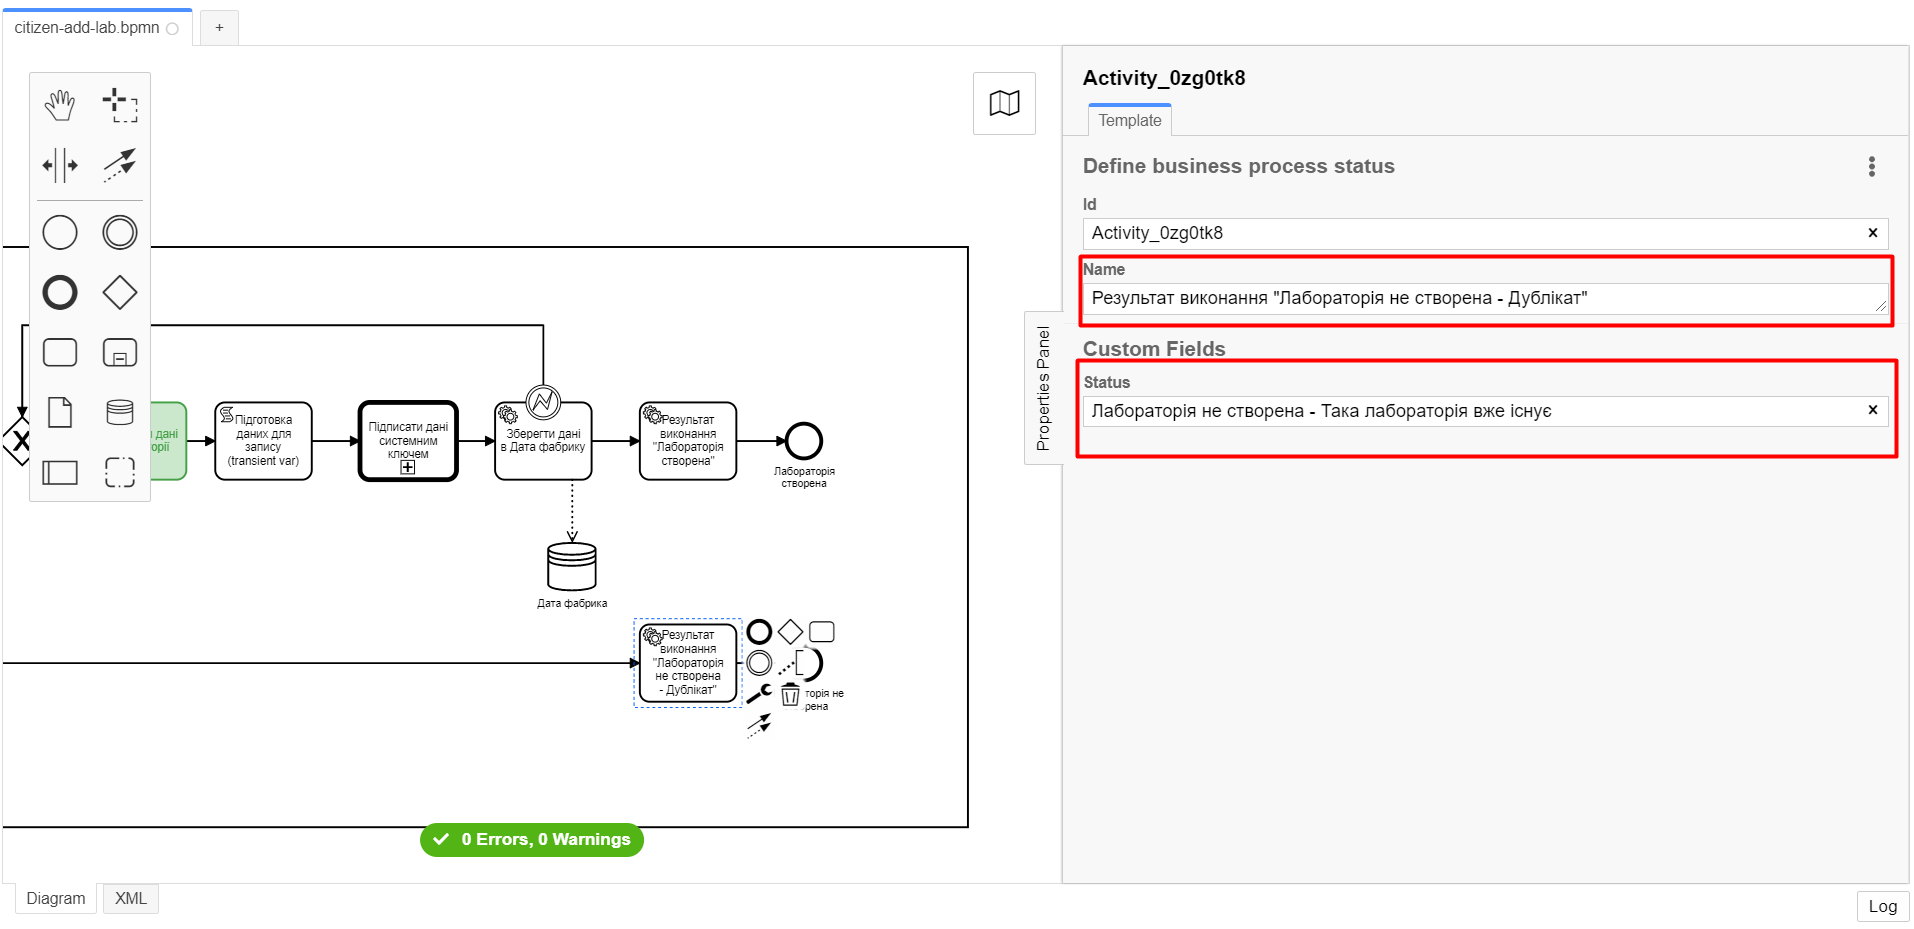 citizen-add-lab.bpmn
+
Activity_0zg0tk8
Template
Define business process status
Id
Activity_0zg0tk8
Name
Результат виконання "Лабораторія не створена - Дублікат"
Properties Panel
Custom Fields
Status
Лабораторія не створена - Така лабораторія вже існує
дані
орії
Підготовка
даних для
запису
(transient var)
Підписати дані
системним
ключем
Зберегти дані
в Дата фабрику
Результат
виконання
"Лабораторія
створена"
Лабораторія
створена
Дата фабрика
Результат
виконання
"Лабораторія
не створена
- Дублікат"
торія не
рена
0 Errors, 0 Warnings
Diagram
XML
Log